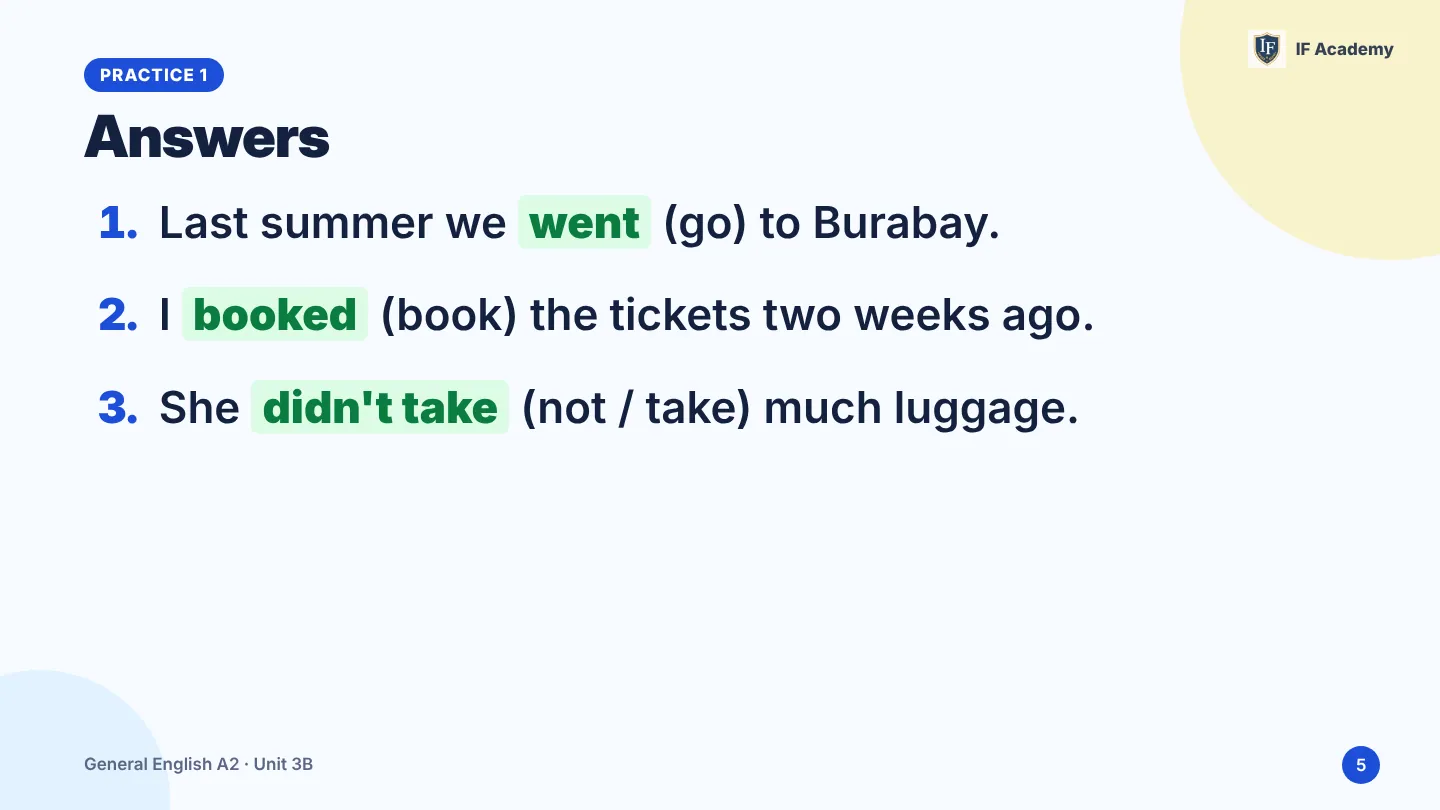 IF IF Academy
PRACTICE 1
Answers
1. Last summer we went (go) to Burabay.
2. I booked (book) the tickets two weeks ago.
3. She didn't take (not / take) much luggage.
General English A2 · Unit 3B
5